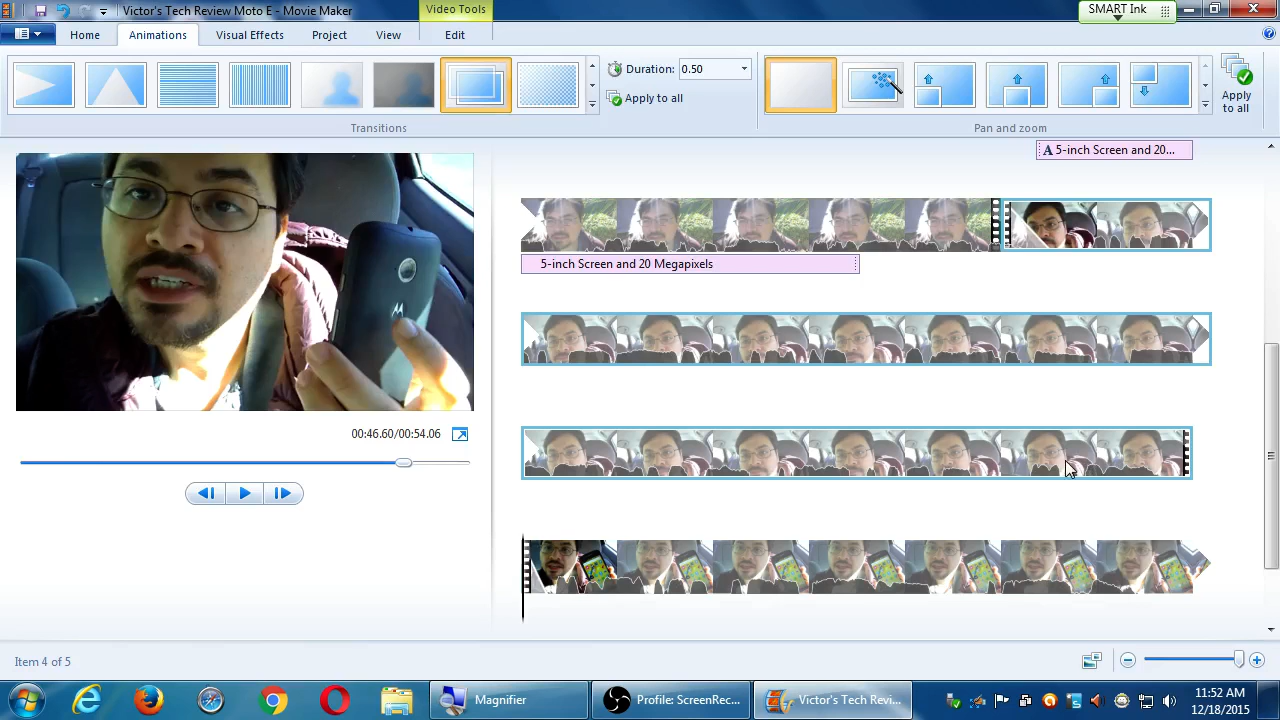 Victor's Tech Review Moto E - Movie Maker
Video Tools
SMART Ink
Home
Animations
Visual Effects
Project
View
Edit
Duration:
0.50
Apply to all
Transitions
Apply
to all
Pan and zoom
A 5-inch Screen and 20...
5-inch Screen and 20 Megapixels
00:46.60/00:54.06
Item 4 of 5
Magnifier
Profile: ScreenRec...
Victor's Tech Revi...
11:52 AM
12/18/2015